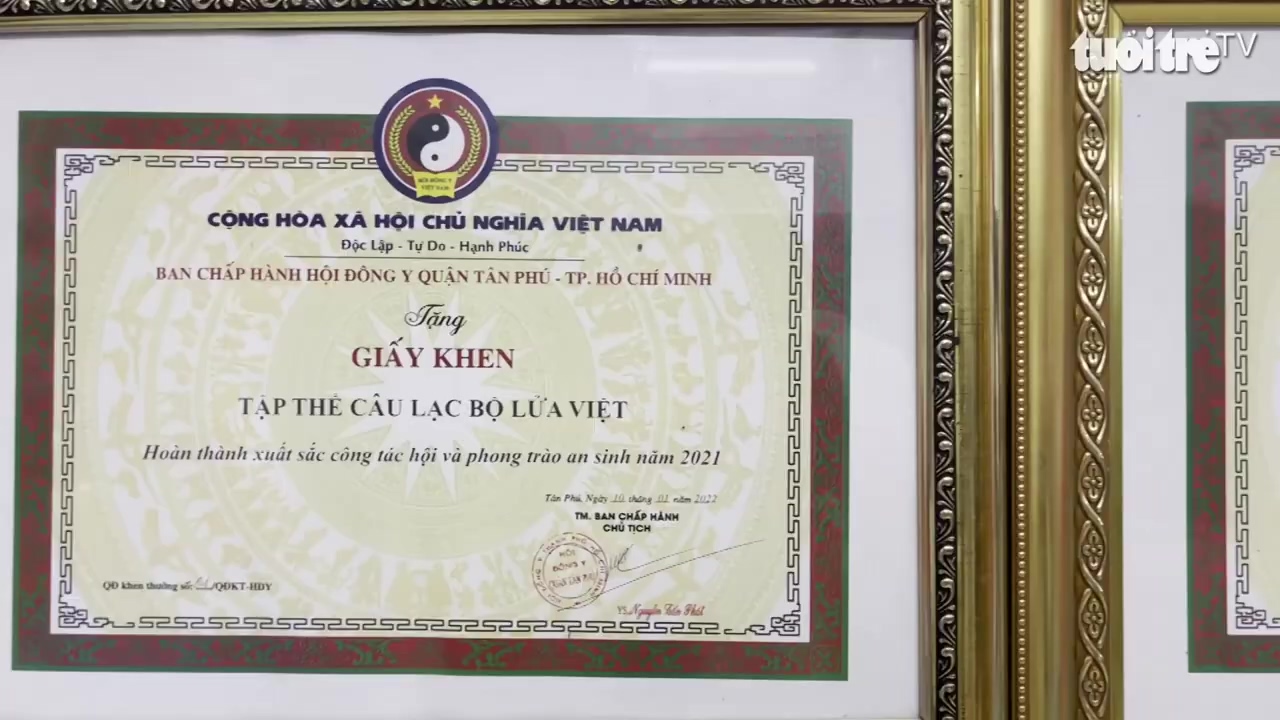 tuổi trẻ TV
HỘI ĐÔNG Y
VIỆT NAM
CỘNG HÒA XÃ HỘI CHỦ NGHĨA VIỆT NAM
Độc Lập - Tự Do - Hạnh Phúc
BAN CHẤP HÀNH HỘI ĐÔNG Y QUẬN TÂN PHÚ - TP. HỒ CHÍ MINH
Tặng
GIẤY KHEN
TẬP THỂ CÂU LẠC BỘ LỬA VIỆT
Hoàn thành xuất sắc công tác hội và phong trào an sinh năm 2021
Tân Phú, Ngày 10 tháng 01 năm 2022
TM. BAN CHẤP HÀNH
CHỦ TỊCH
HỘI
ĐÔNG Y
QUẬN TÂN PHÚ
QĐ khen thưởng số: /QĐKT-HĐY
YS. Nguyễn Tấn Phát